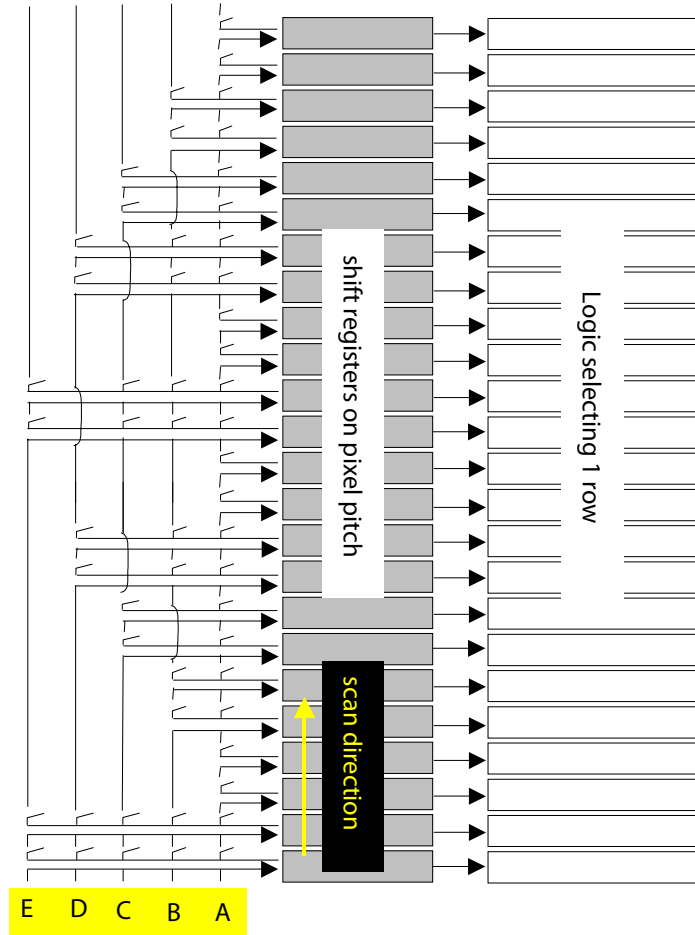 shift registers on pixel pitch
Logic selecting 1 row
scan direction
E D C B A